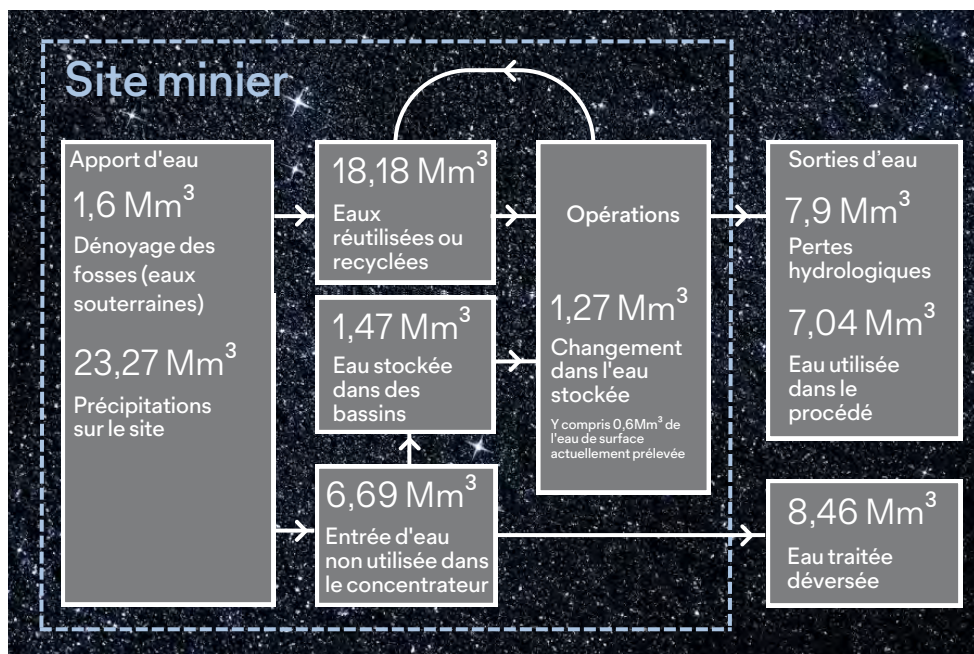 Site minier
Apport d'eau
1,6 Mm³
Dénoyage des
fosses (eaux
souterraines)
23,27 Mm³
Précipitations
sur le site
18,18 Mm³
Eaux
réutilisées ou
recyclées
1,47 Mm³
Eau stockée
dans des
bassins
6,69 Mm³
Entrée d'eau
non utilisée dans
le concentrateur
Opérations
1,27 Mm³
Changement
dans l'eau
stockée
Y compris 0,6Mm³ de
l'eau de surface
actuellement prélevée
Sorties d’eau
7,9 Mm³
Pertes
hydrologiques
7,04 Mm³
Eau utilisée
dans le
procédé
8,46 Mm³
Eau traitée
déversée